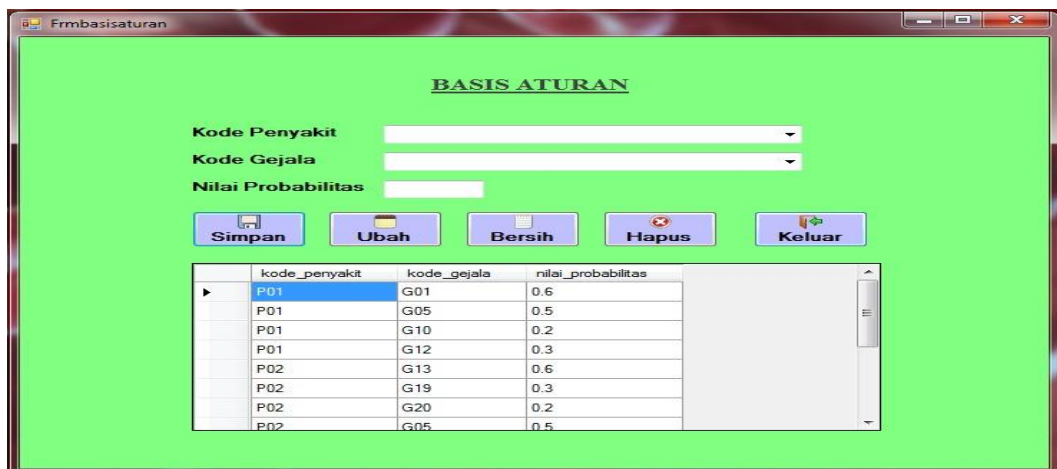 Frmbasisaturan
BASIS ATURAN
Kode Penyakit
Kode Gejala
Nilai Probabilitas
Simpan Ubah Bersih Hapus Keluar
kode_penyakit kode_gejala nilai_probabilitas
P01 G01 0.6
P01 G05 0.5
P01 G10 0.2
P01 G12 0.3
P02 G13 0.6
P02 G19 0.3
P02 G20 0.2
P02 G05 0.5